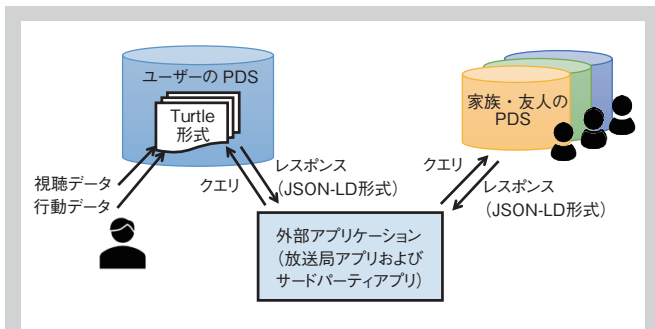 ユーザーの PDS
Turtle
形式
家族・友人の
PDS
視聴データ
行動データ
クエリ
レスポンス
（JSON-LD形式）
クエリ
レスポンス
（JSON-LD形式）
外部アプリケーション
（放送局アプリおよび
サードパーティアプリ）